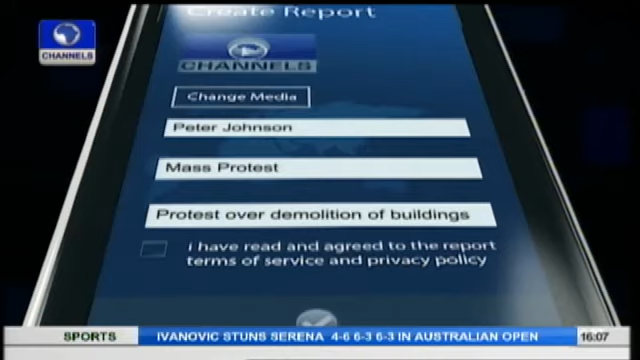 Create Report
CHANNELS
CHANNELS
Change Media
Peter Johnson
Mass Protest
Protest over demolition of buildings
i have read and agreed to the report
terms of service and privacy policy
SPORTS
IVANOVIC STUNS SERENA 4-6 6-3 6-3 IN AUSTRALIAN OPEN
16:07